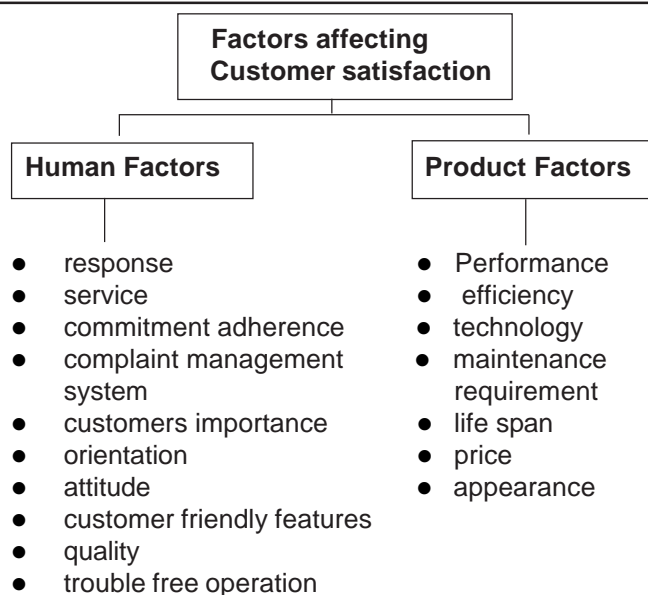 Factors affecting
Customer satisfaction
Human Factors
● response
● service
● commitment adherence
● complaint management
system
● customers importance
● orientation
● attitude
● customer friendly features
● quality
● trouble free operation
Product Factors
● Performance
● efficiency
● technology
● maintenance
requirement
● life span
● price
● appearance